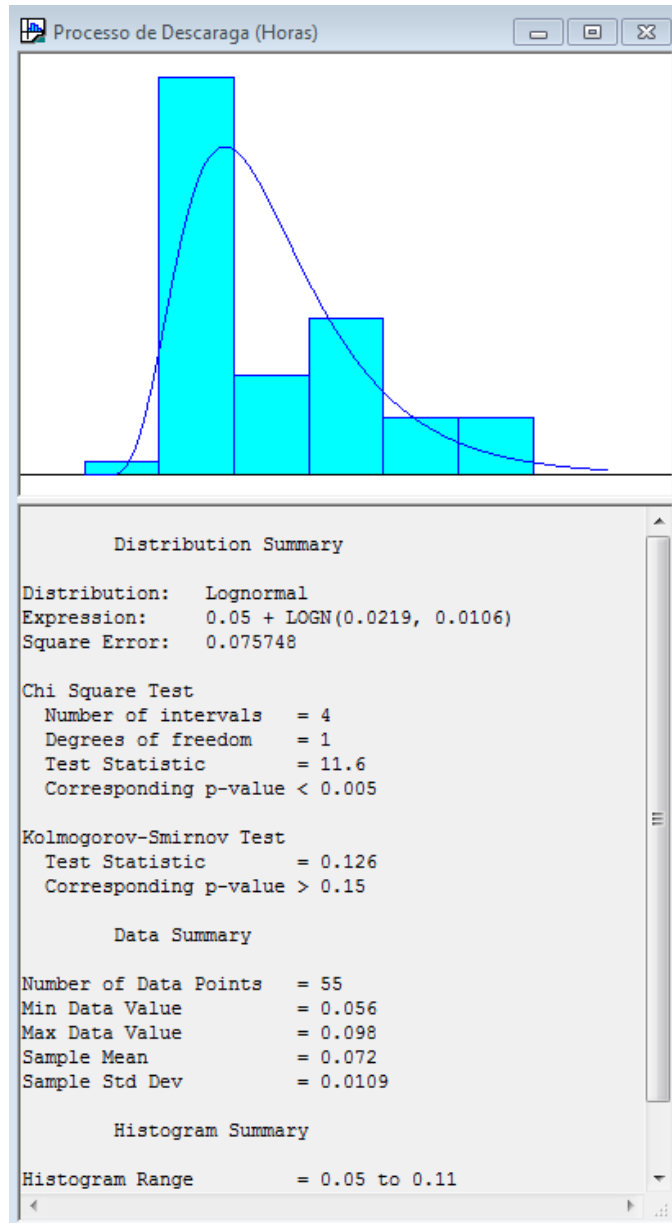 Processo de Descaraga (Horas)
Distribution Summary
Distribution: Lognormal
Expression: 0.05 + LOGN(0.0219, 0.0106)
Square Error: 0.075748
Chi Square Test
Number of intervals = 4
Degrees of freedom = 1
Test Statistic = 11.6
Corresponding p-value < 0.005
Kolmogorov-Smirnov Test
Test Statistic = 0.126
Corresponding p-value > 0.15
Data Summary
Number of Data Points = 55
Min Data Value = 0.056
Max Data Value = 0.098
Sample Mean = 0.072
Sample Std Dev = 0.0109
Histogram Summary
Histogram Range = 0.05 to 0.11